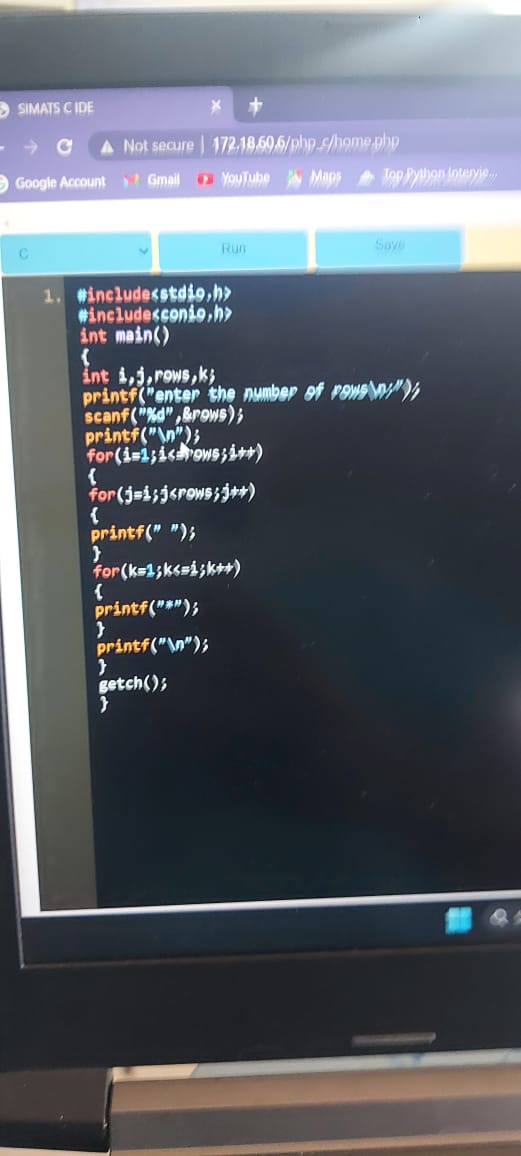 SIMATS C IDE
Not secure | 172.18.60.6/php_c/home.php
Google Account Gmail YouTube Maps Top Python Intervie...
C Run Save
1. #include<stdio.h>
#include<conio.h>
int main()
{
int i,j,rows,k;
printf("enter the number of rows\n:");
scanf("%d",&rows);
printf("\n");
for(i=1;i<=rows;i++)
{
for(j=i;j<rows;j++)
{
printf(" ");
}
for(k=1;k<=i;k++)
{
printf("*");
}
printf("\n");
}
getch();
}